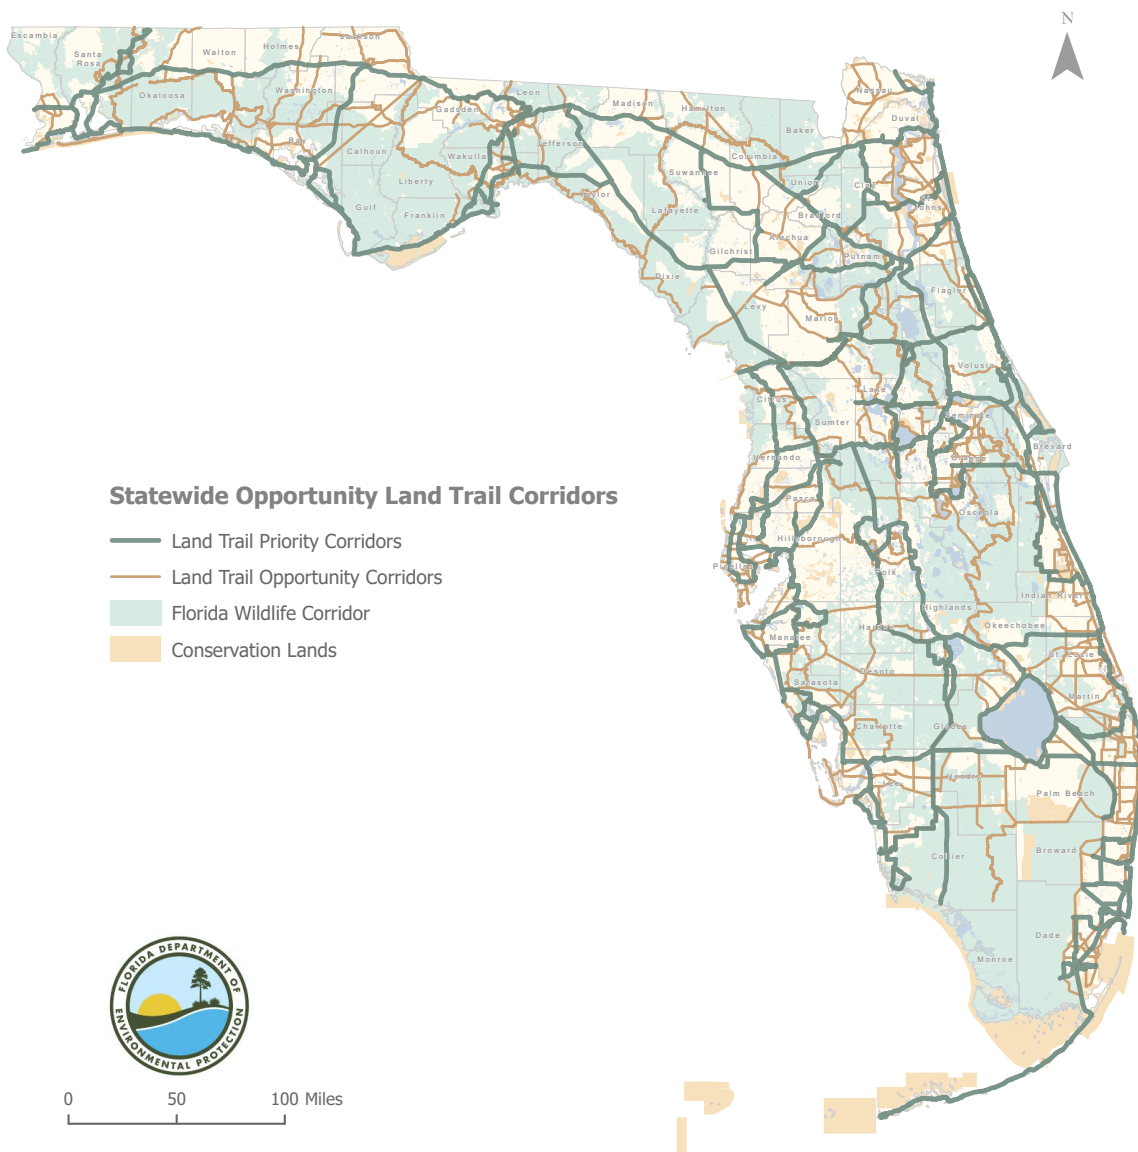 N
Escambia
Santa
Rosa
Okaloosa
Walton
Holmes
Washington
Jackson
Bay
Calhoun
Gulf
Liberty
Franklin
Gadsden
Leon
Wakulla
Jefferson
Madison
Taylor
Hamilton
Suwannee
Lafayette
Dixie
Columbia
Baker
Union
Bradford
Gilchrist
Alachua
Levy
Marion
Nassau
Duval
Clay
St.
Johns
Putnam
Flagler
Volusia
Citrus
Sumter
Lake
Seminole
Hernando
Orange
Brevard
Pasco
Osceola
Hillsborough
Pinellas
Polk
Indian River
Highlands
Okeechobee
Manatee
Hardee
St. Lucie
Sarasota
Desoto
Martin
Charlotte
Glades
Lee
Hendry
Palm Beach
Collier
Broward
Dade
Monroe
Statewide Opportunity Land Trail Corridors
Land Trail Priority Corridors
Land Trail Opportunity Corridors
Florida Wildlife Corridor
Conservation Lands
FLORIDA DEPARTMENT OF
ENVIRONMENTAL PROTECTION
0 50 100 Miles